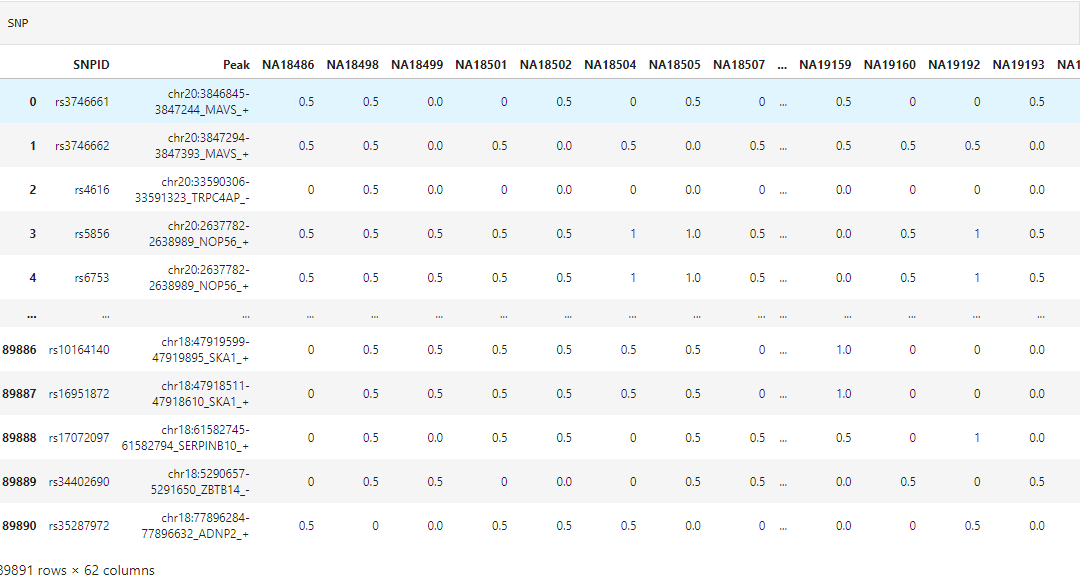 SNP
SNPID Peak NA18486 NA18498 NA18499 NA18501 NA18502 NA18504 NA18505 NA18507 ... NA19159 NA19160 NA19192 NA19193 NA1
0 rs3746661 chr20:3846845-
3847244_MAVS_+ 0.5 0.5 0.0 0 0.5 0 0.5 0.5 ... 0.5 0 0 0.5
1 rs3746662 chr20:3847294-
3847393_MAVS_+ 0.5 0.5 0.0 0.5 0.0 0.5 0.0 0.5 ... 0.5 0.5 0.5 0.0
2 rs4616 chr20:33590306-
33591323_TRPC4AP_- 0 0.5 0.0 0 0.0 0 0.0 0 ... 0.0 0 0 0.0
3 rs5856 chr20:2637782-
2638989_NOP56_+ 0.5 0.5 0.5 0.5 0.5 1 1.0 0.5 ... 0.0 0.5 1 0.5
4 rs6753 chr20:2637782-
2638989_NOP56_+ 0.5 0.5 0.5 0.5 0.5 1 1.0 0.5 ... 0.0 0.5 1 0.5
... ... ... ... ... ... ... ... ... ... ... ... ... ... ... ...
89886 rs10164140 chr18:47919599-
47919895_SKA1_+ 0 0.5 0.5 0.5 0.5 0.5 0.5 0 ... 1.0 0 0 0.0
89887 rs16951872 chr18:47918511-
47918610_SKA1_+ 0 0.5 0.5 0.5 0.5 0.5 0.5 0 ... 1.0 0 0 0.0
89888 rs17072097 chr18:61582745-
61582794_SERPINB10_+ 0 0.5 0.0 0.5 0.5 0 0.5 0.5 ... 0.5 0 1 0.0
89889 rs34402690 chr18:5290657-
5291650_ZBTB14_- 0 0.5 0.5 0 0.0 0 0.5 0.5 ... 0.0 0.5 0 0.5
89890 rs35287972 chr18:77896284-
77896632_ADNP2_+ 0.5 0 0.0 0.5 0.5 0.5 0.0 0 ... 0.0 0 0.5 0.0
89891 rows × 62 columns